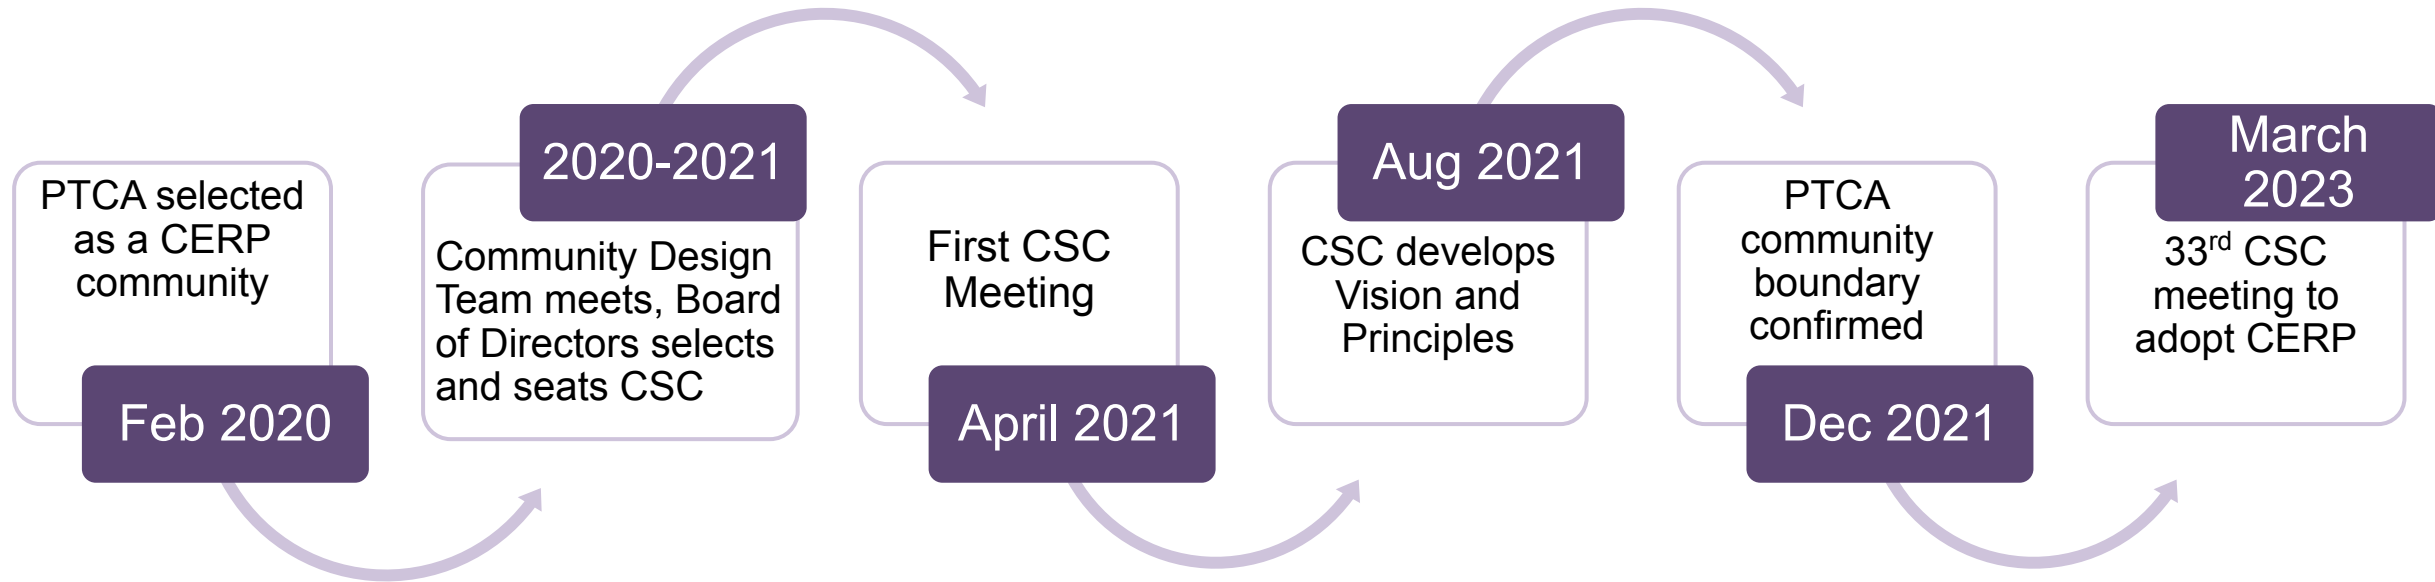 PTCA selected
as a CERP
community
Feb 2020
2020-2021
Community Design
Team meets, Board
of Directors selects
and seats CSC
First CSC
Meeting
April 2021
Aug 2021
CSC develops
Vision and
Principles
PTCA
community
boundary
confirmed
Dec 2021
March
2023
33rd CSC
meeting to
adopt CERP